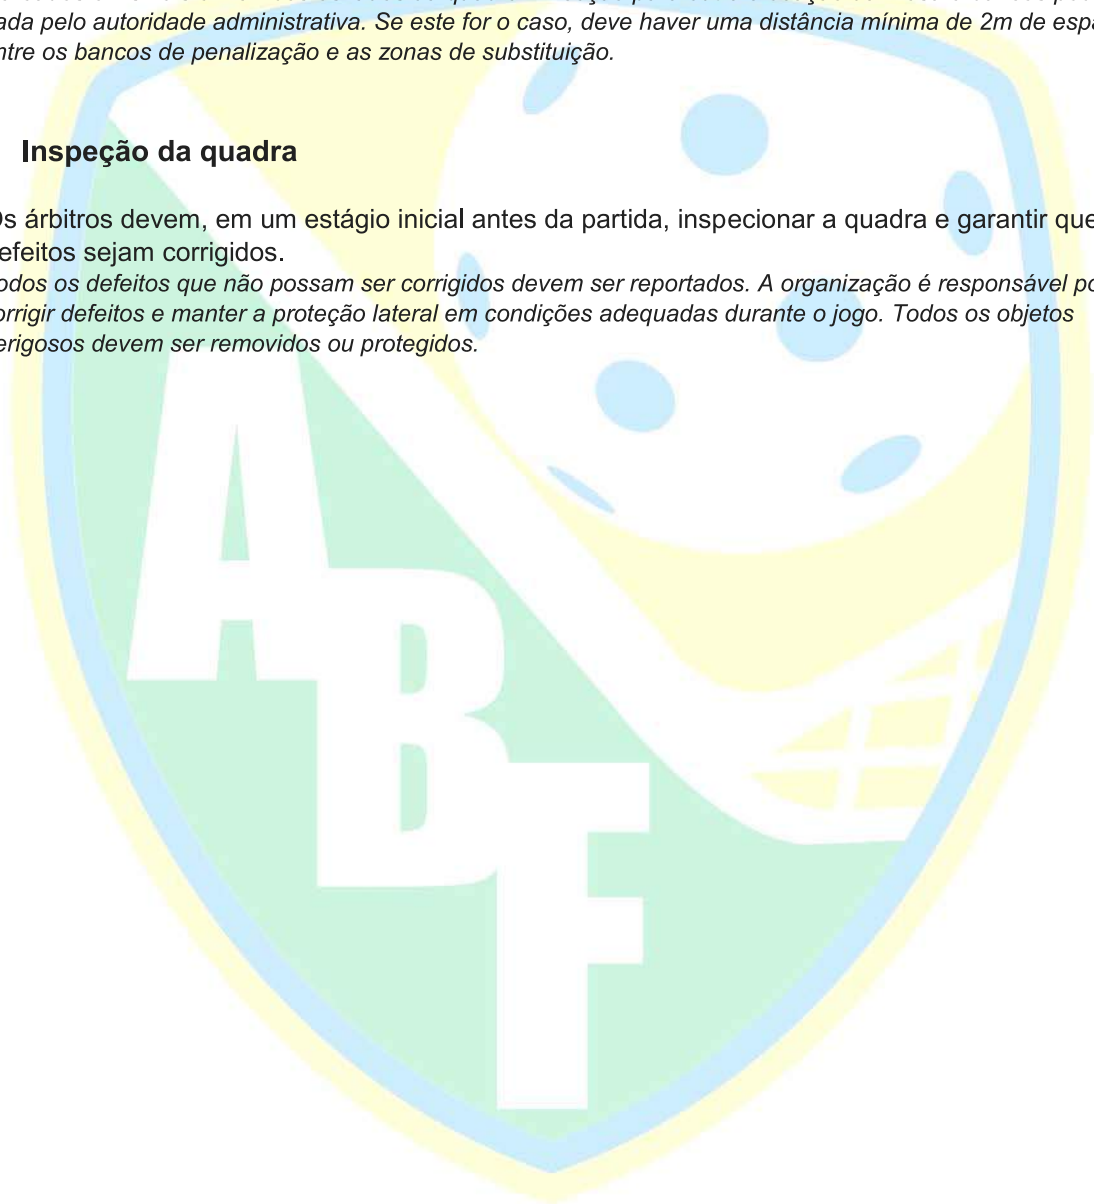 ada pelo autoridade administrativa. Se este for o caso, deve haver uma distância mínima de 2m de espa
ntre os bancos de penalização e as zonas de substituição.
Inspeção da quadra
Os árbitros devem, em um estágio inicial antes da partida, inspecionar a quadra e garantir que
efeitos sejam corrigidos.
odos os defeitos que não possam ser corrigidos devem ser reportados. A organização é responsável po
orrigir defeitos e manter a proteção lateral em condições adequadas durante o jogo. Todos os objetos
erigosos devem ser removidos ou protegidos.
ABF